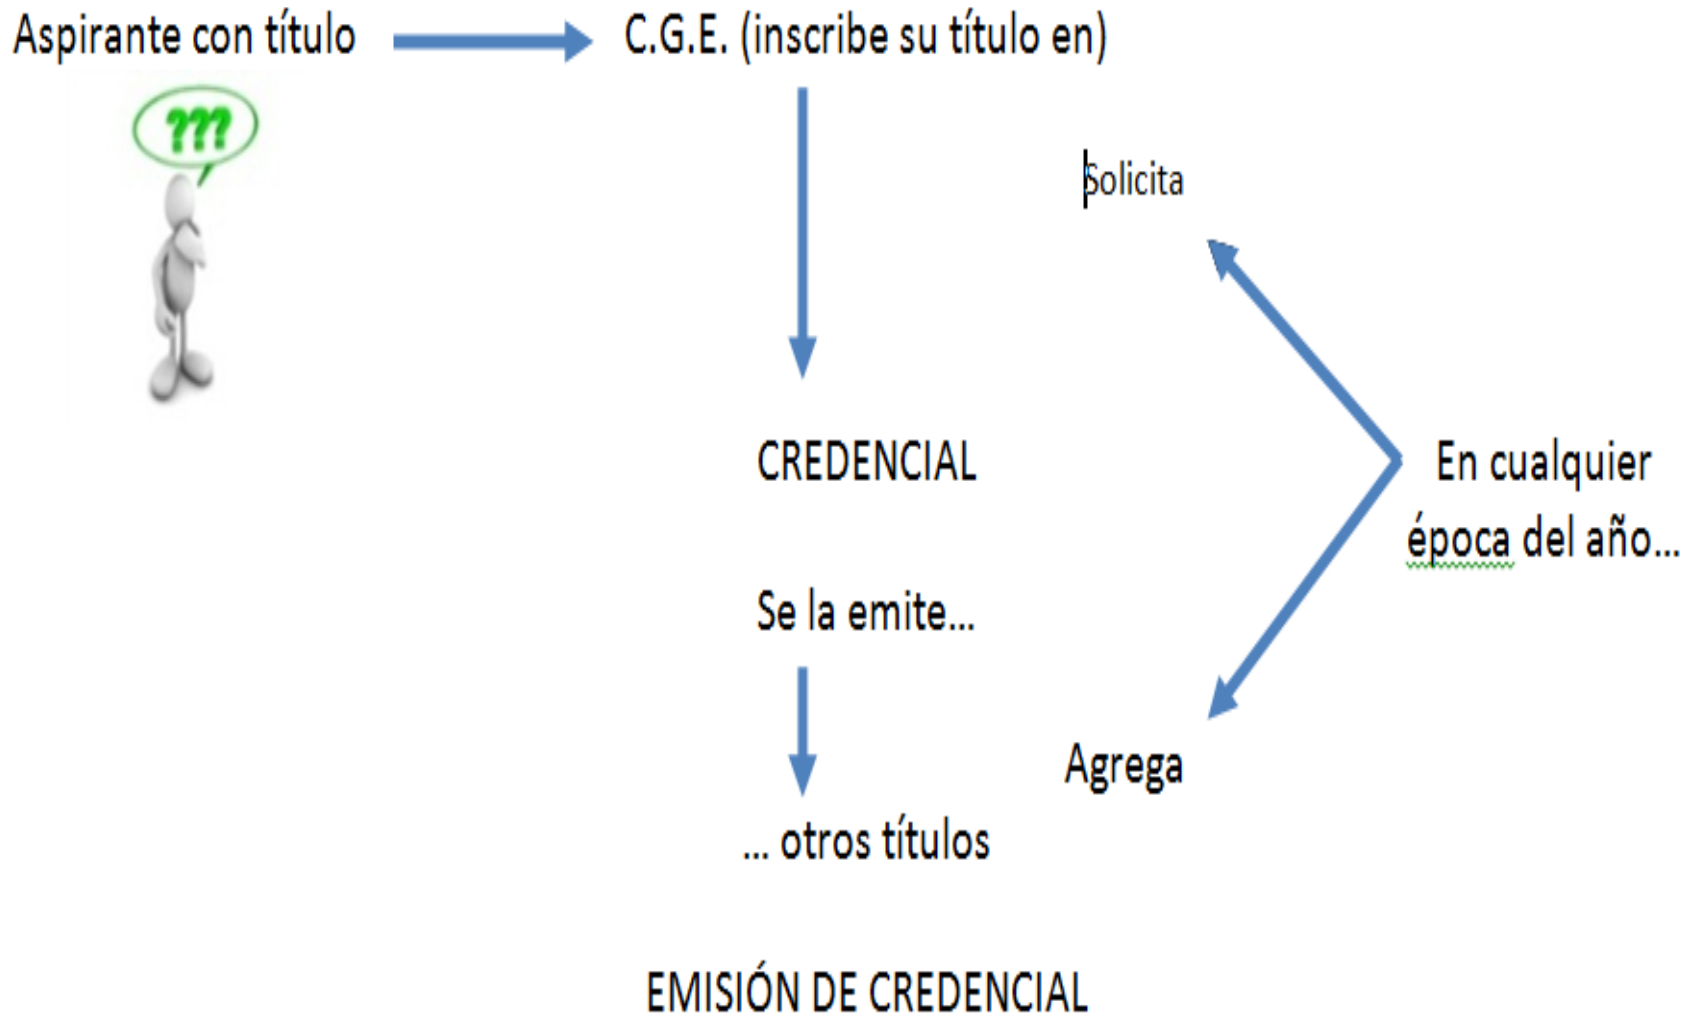 Aspirante con título
C.G.E. (inscribe su título en)
???
Solicita
CREDENCIAL
En cualquier
época del año...
Se la emite...
Agrega
... otros títulos
EMISIÓN DE CREDENCIAL